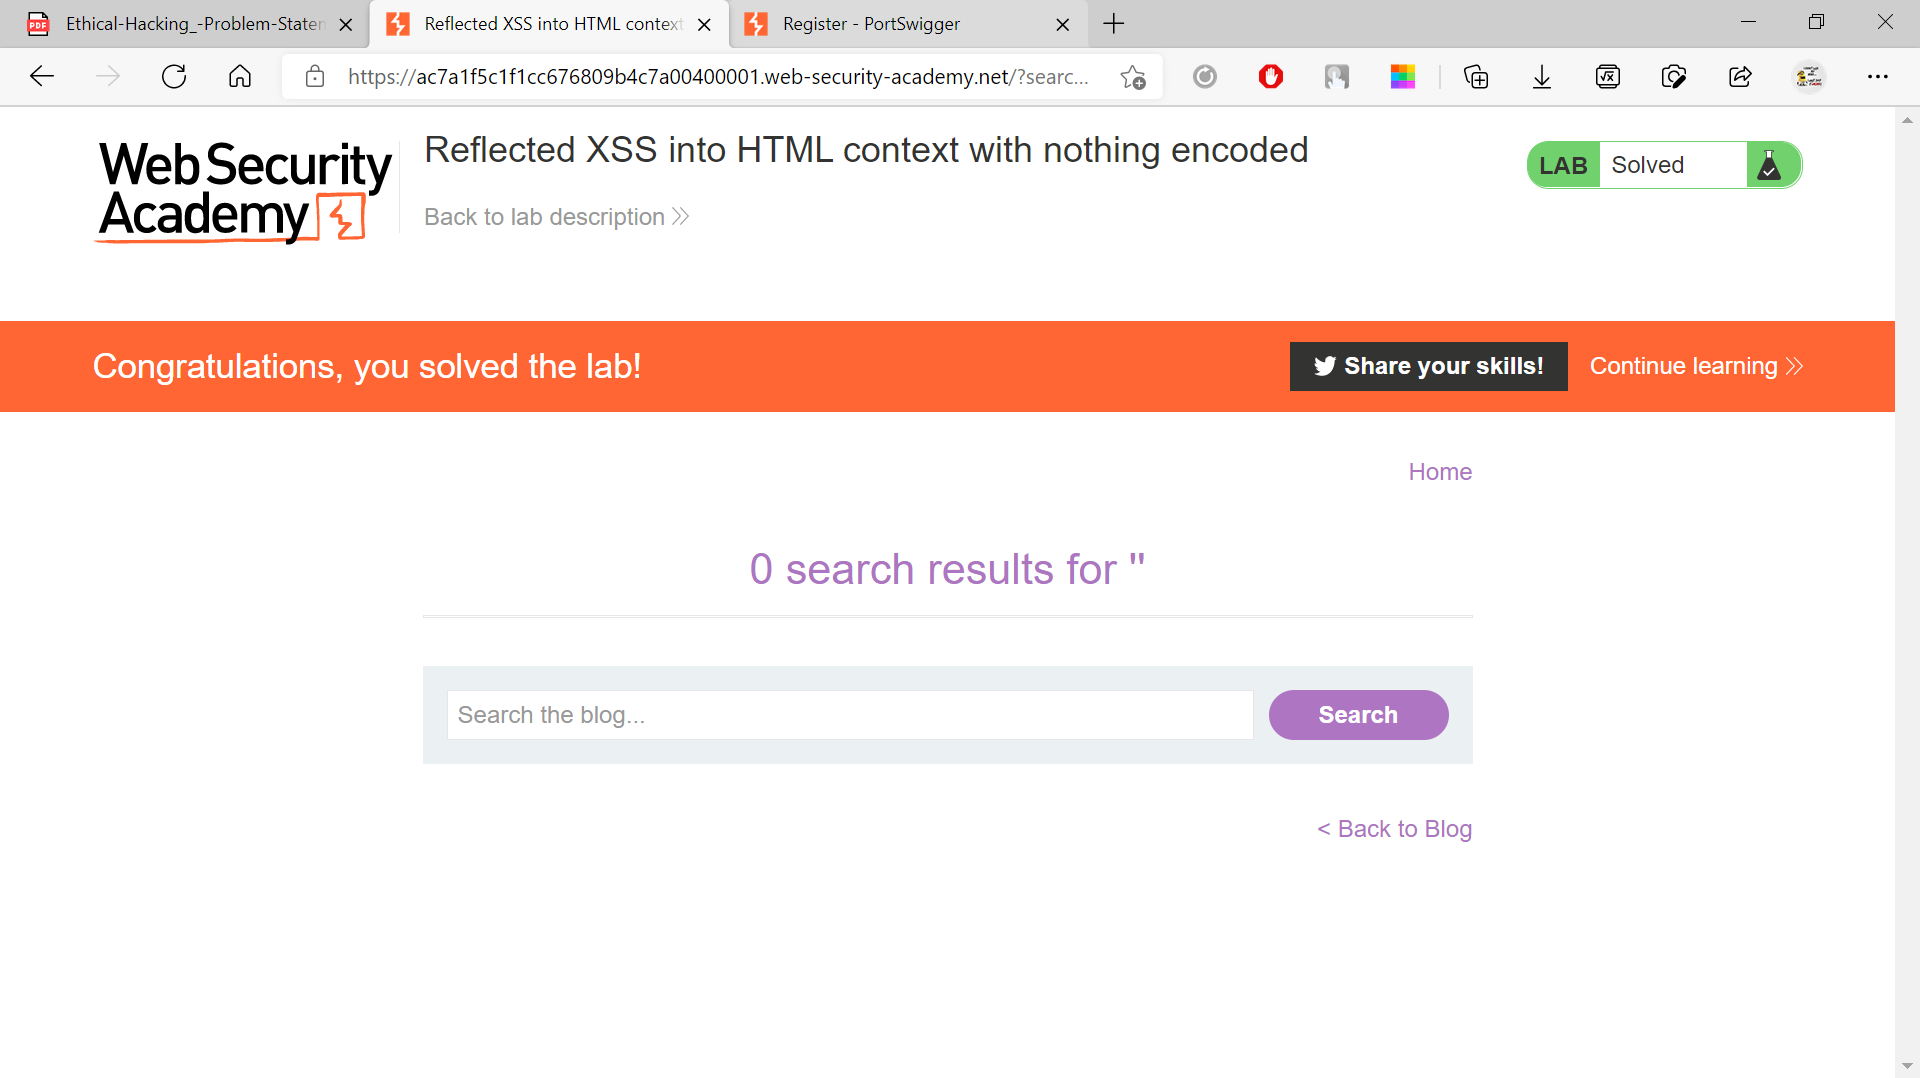 Ethical-Hacking_-Problem-Staten
Reflected XSS into HTML context
Register - PortSwigger
https://ac7a1f5c1f1cc676809b4c7a00400001.web-security-academy.net/?searc...
Web Security
Academy
Reflected XSS into HTML context with nothing encoded
Back to lab description
LAB Solved
Congratulations, you solved the lab!
Share your skills!
Continue learning
Home
0 search results for ''
Search the blog...
Search
< Back to Blog